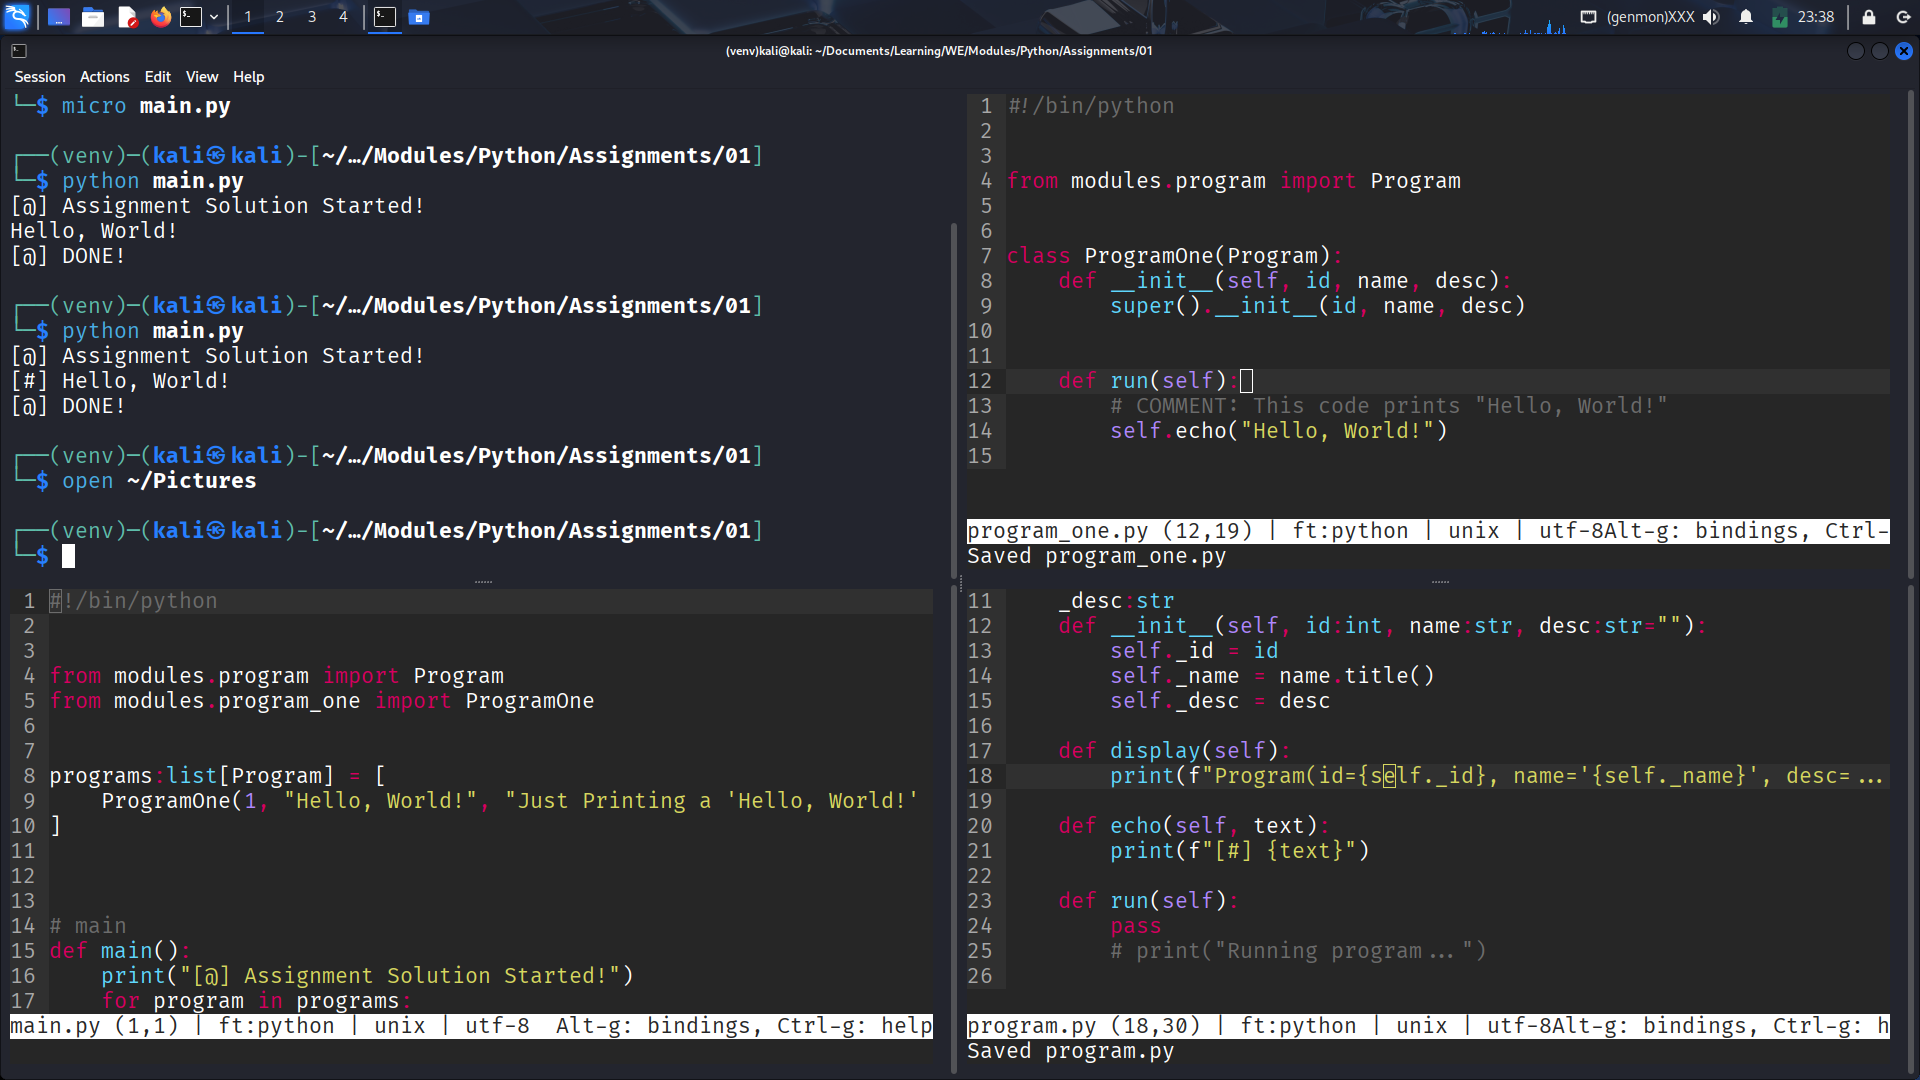 1 2 3 4
(genmon)XXX 23:38
(venv)kali@kali: ~/Documents/Learning/WE/Modules/Python/Assignments/01
Session Actions Edit View Help
└─$ micro main.py
┌──(venv)─(kali㉿kali)-[~/…/Modules/Python/Assignments/01]
└─$ python main.py
[@] Assignment Solution Started!
Hello, World!
[@] DONE!
┌──(venv)─(kali㉿kali)-[~/…/Modules/Python/Assignments/01]
└─$ python main.py
[@] Assignment Solution Started!
[#] Hello, World!
[@] DONE!
┌──(venv)─(kali㉿kali)-[~/…/Modules/Python/Assignments/01]
└─$ open ~/Pictures
┌──(venv)─(kali㉿kali)-[~/…/Modules/Python/Assignments/01]
└─$
1 #!/bin/python
2
3
4 from modules.program import Program
5
6
7 class ProgramOne(Program):
8     def __init__(self, id, name, desc):
9         super().__init__(id, name, desc)
10
11
12     def run(self):
13         # COMMENT: This code prints "Hello, World!"
14         self.echo("Hello, World!")
15
program_one.py (12,19) | ft:python | unix | utf-8Alt-g: bindings, Ctrl-
Saved program_one.py
1 #!/bin/python
2
3
4 from modules.program import Program
5 from modules.program_one import ProgramOne
6
7
8 programs:list[Program] = [
9     ProgramOne(1, "Hello, World!", "Just Printing a 'Hello, World!'
10 ]
11
12
13
14 # main
15 def main():
16     print("[@] Assignment Solution Started!")
17     for program in programs:
main.py (1,1) | ft:python | unix | utf-8  Alt-g: bindings, Ctrl-g: help
11     _desc:str
12     def __init__(self, id:int, name:str, desc:str=""):
13         self._id = id
14         self._name = name.title()
15         self._desc = desc
16
17     def display(self):
18         print(f"Program(id={self._id}, name='{self._name}', desc=...
19
20     def echo(self, text):
21         print(f"[#] {text}")
22
23     def run(self):
24         pass
25         # print("Running program...")
26
program.py (18,30) | ft:python | unix | utf-8Alt-g: bindings, Ctrl-g: h
Saved program.py